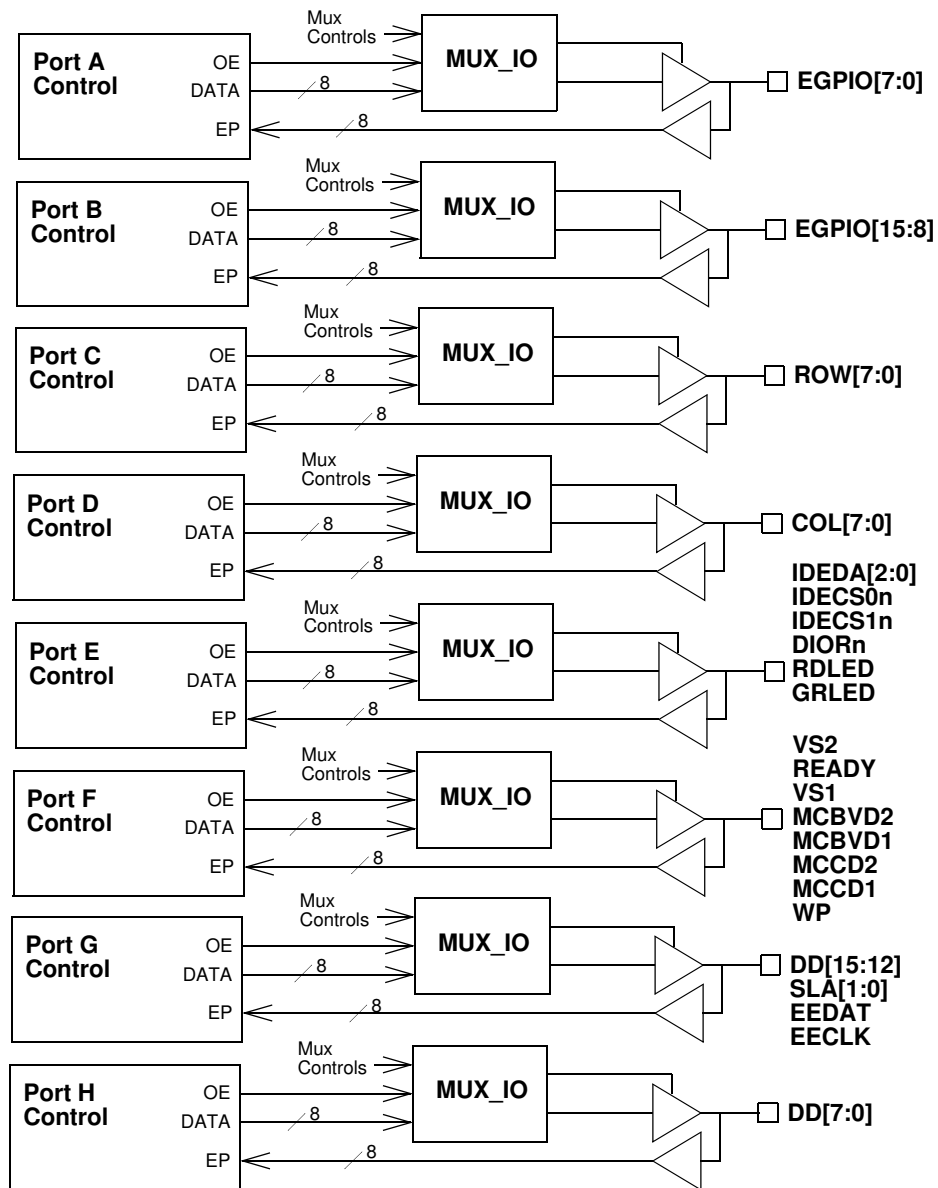 Mux
Controls
Port A
Control
OE
DATA
EP
8
8
MUX_IO
EGPIO[7:0]
Mux
Controls
Port B
Control
OE
DATA
EP
8
8
MUX_IO
EGPIO[15:8]
Mux
Controls
Port C
Control
OE
DATA
EP
8
8
MUX_IO
ROW[7:0]
Mux
Controls
Port D
Control
OE
DATA
EP
8
8
MUX_IO
COL[7:0]
Mux
Controls
Port E
Control
OE
DATA
EP
8
8
MUX_IO
IDEDA[2:0]
IDECS0n
IDECS1n
DIORn
RDLED
GRLED
Mux
Controls
Port F
Control
OE
DATA
EP
8
8
MUX_IO
VS2
READY
VS1
MCBVD2
MCBVD1
MCCD2
MCCD1
WP
Mux
Controls
Port G
Control
OE
DATA
EP
8
8
MUX_IO
DD[15:12]
SLA[1:0]
EEDAT
EECLK
Mux
Controls
Port H
Control
OE
DATA
EP
8
8
MUX_IO
DD[7:0]